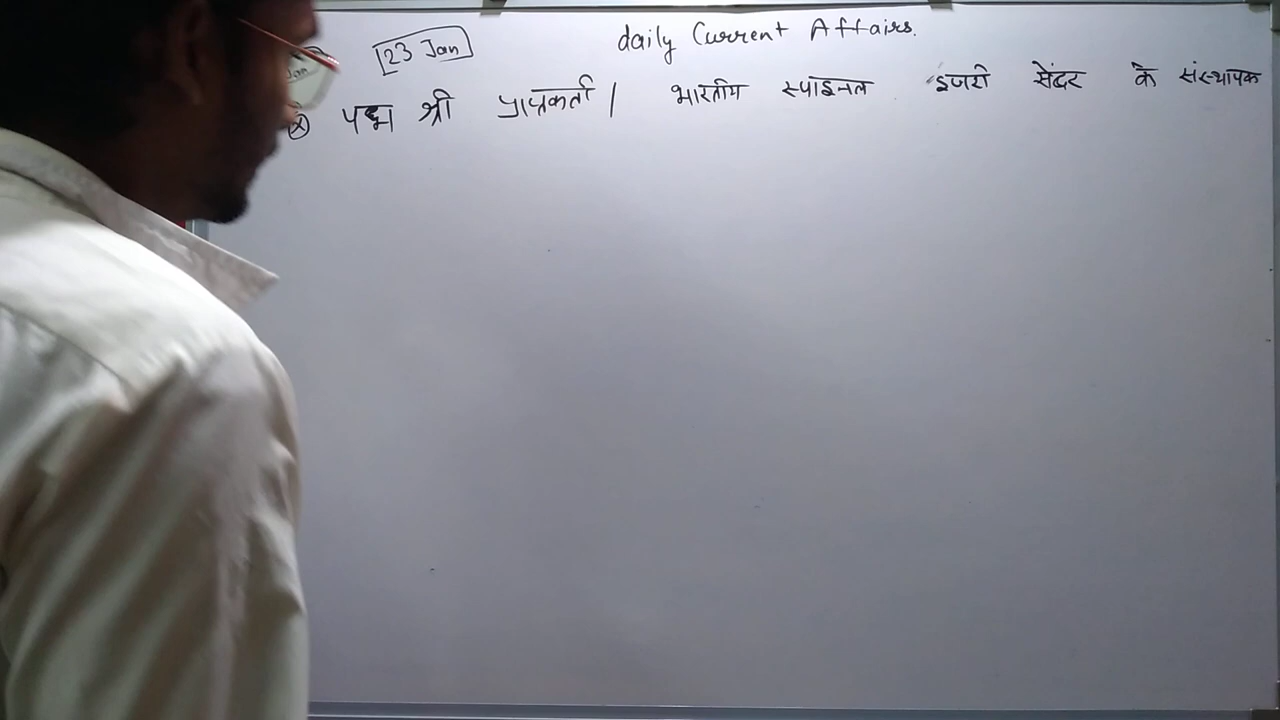 23 Jan daily Current Affairs.
पद्म श्री प्राप्तकर्ता / भारतीय स्पाइनल इंजरी सेंटर के संस्थापक